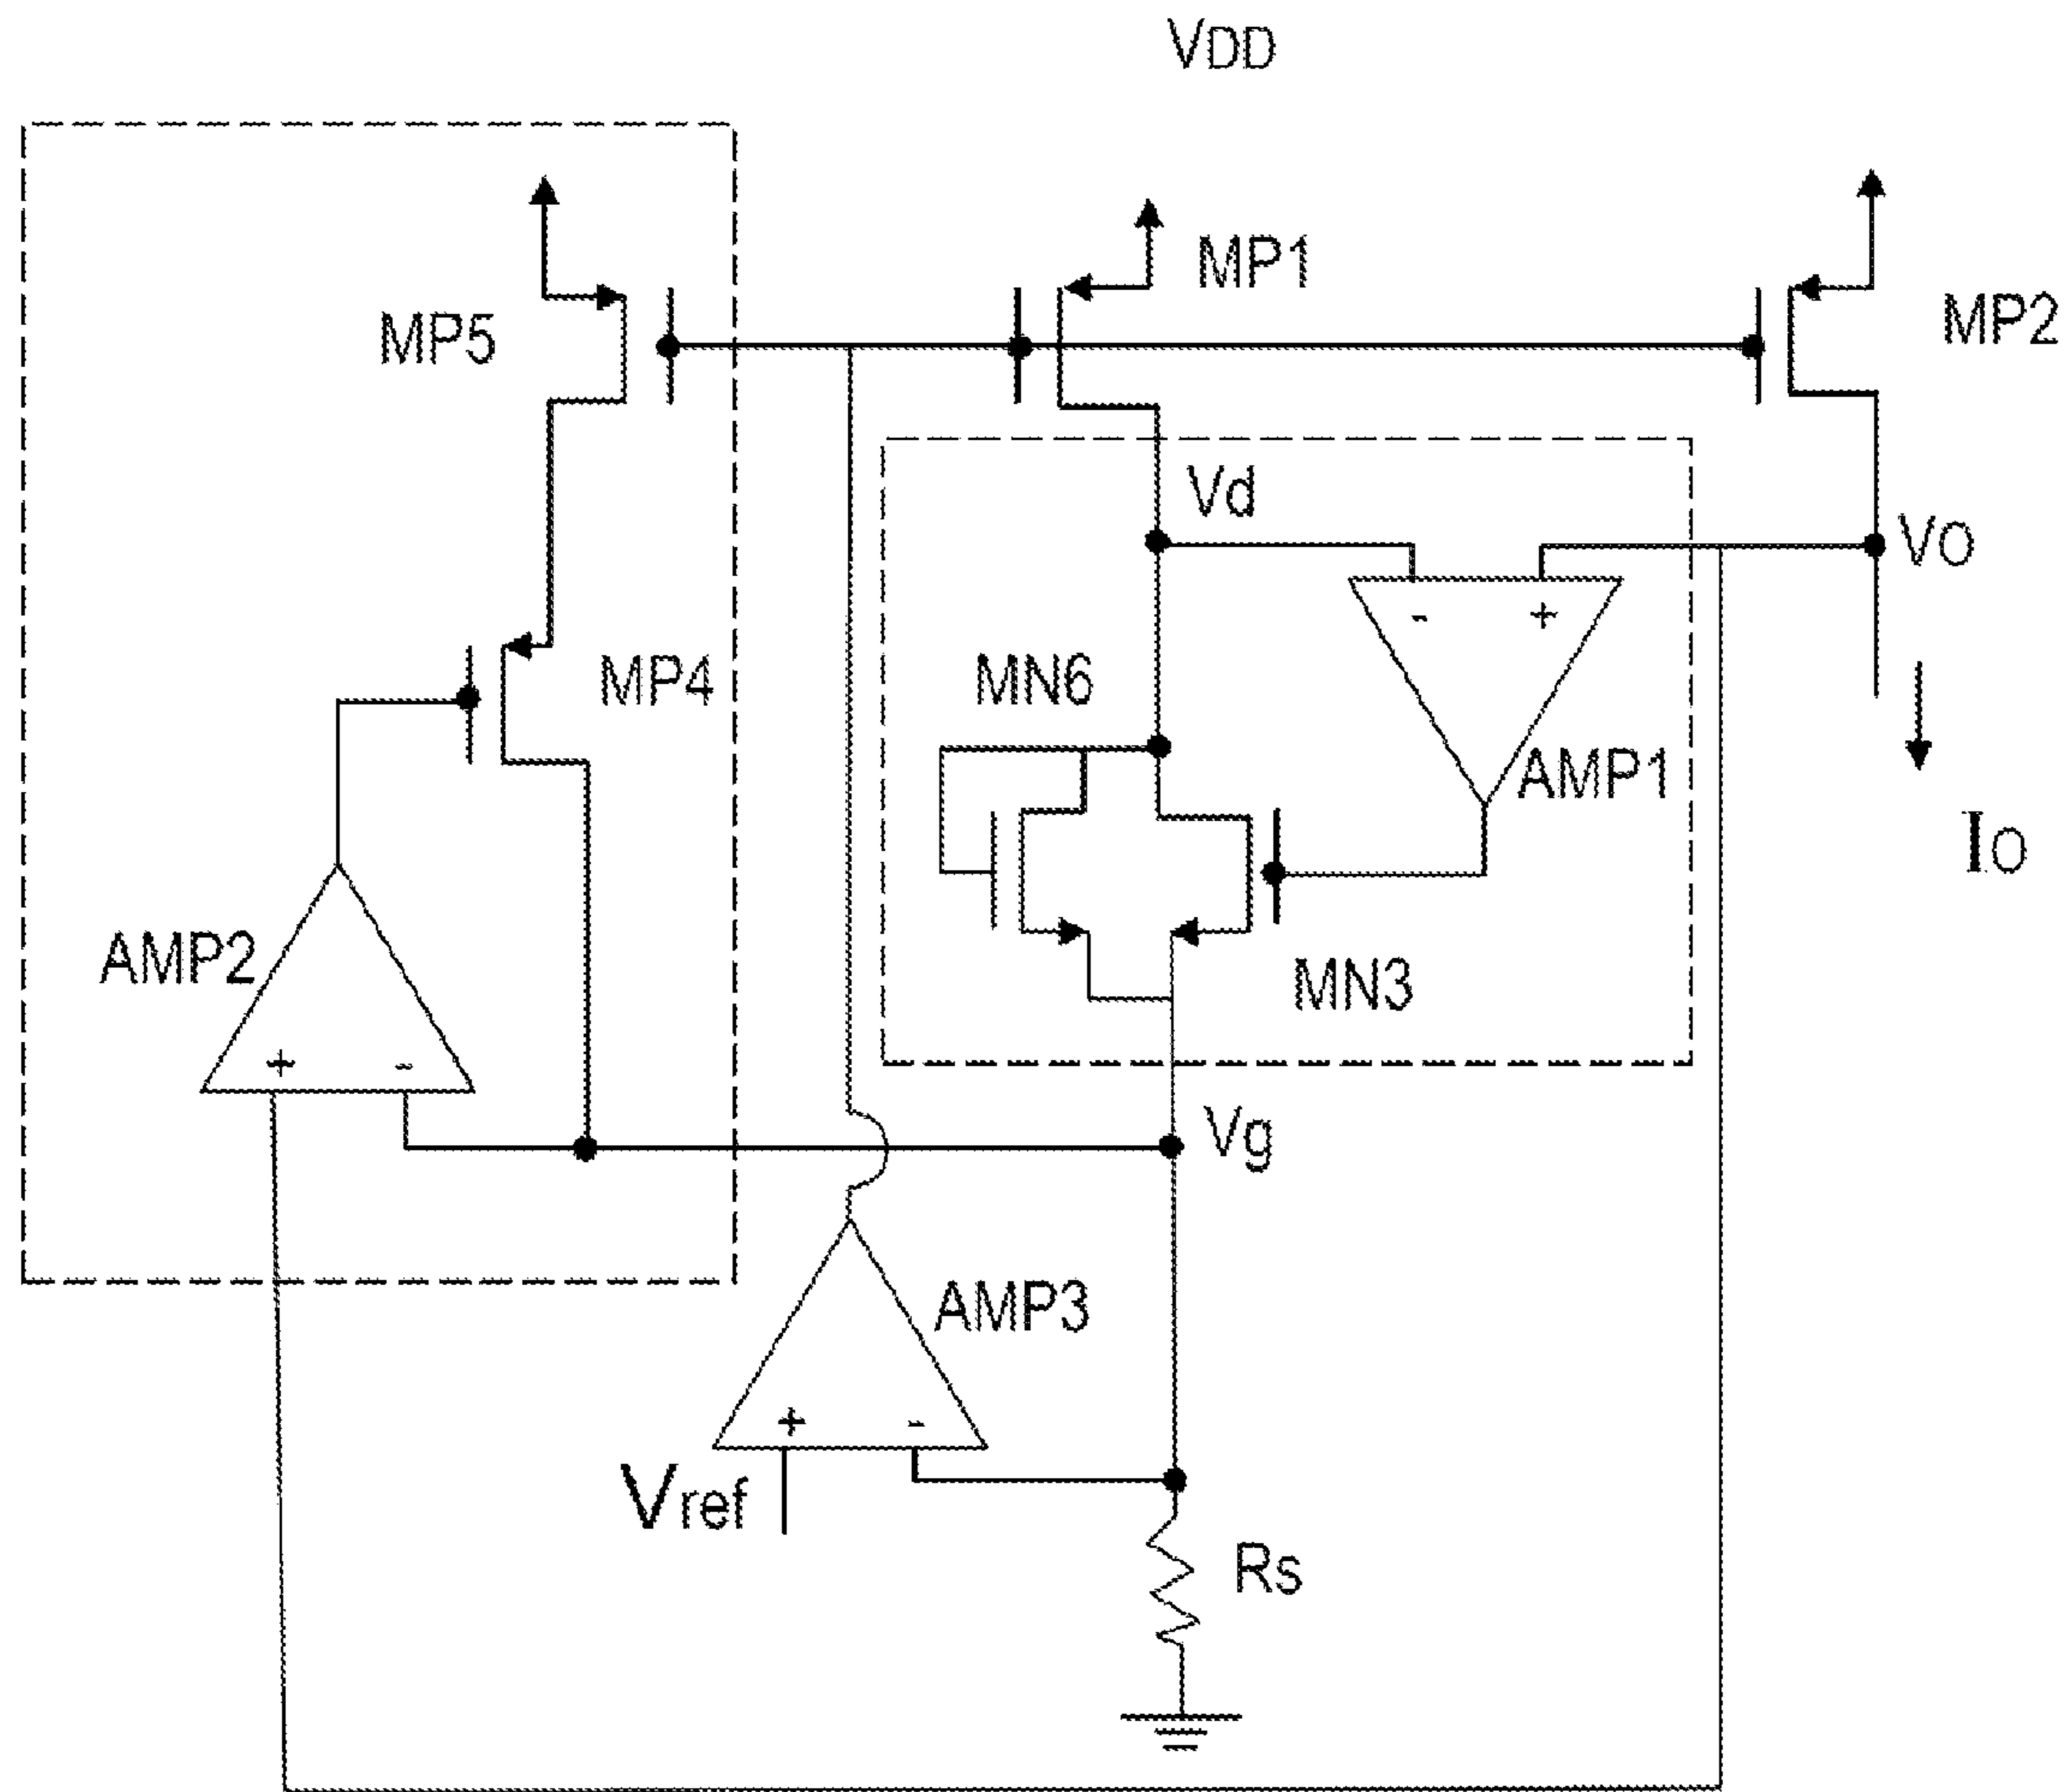 VDD
MP1
MP5
MP2
Vd
VO
- +
MN6
MP4
AMP1
IO
AMP2
MN3
+ -
Vg
AMP3
+ -
Vref
Rs